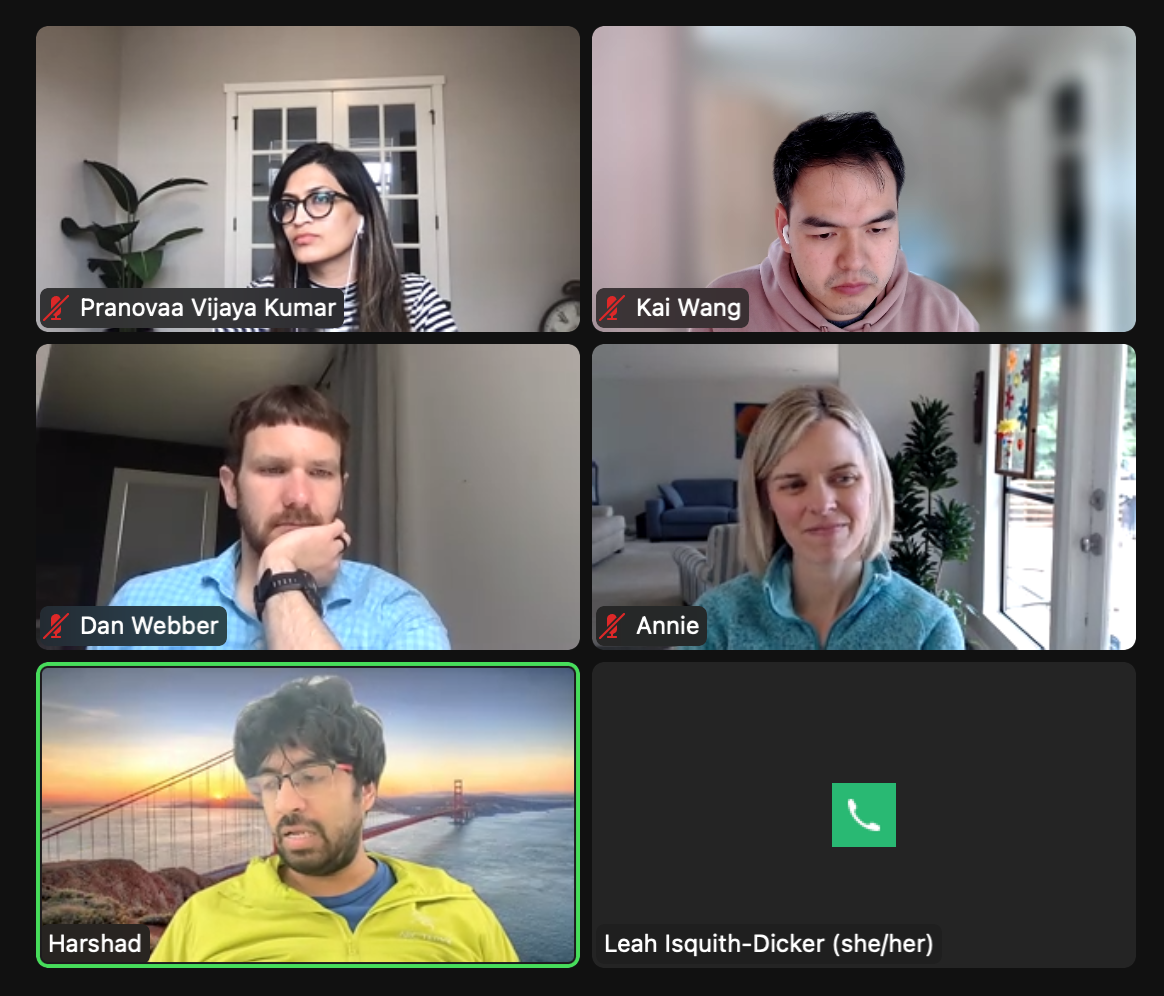 Pranovaa Vijaya Kumar
Kai Wang
Dan Webber
Annie
Harshad
Leah Isquith-Dicker (she/her)